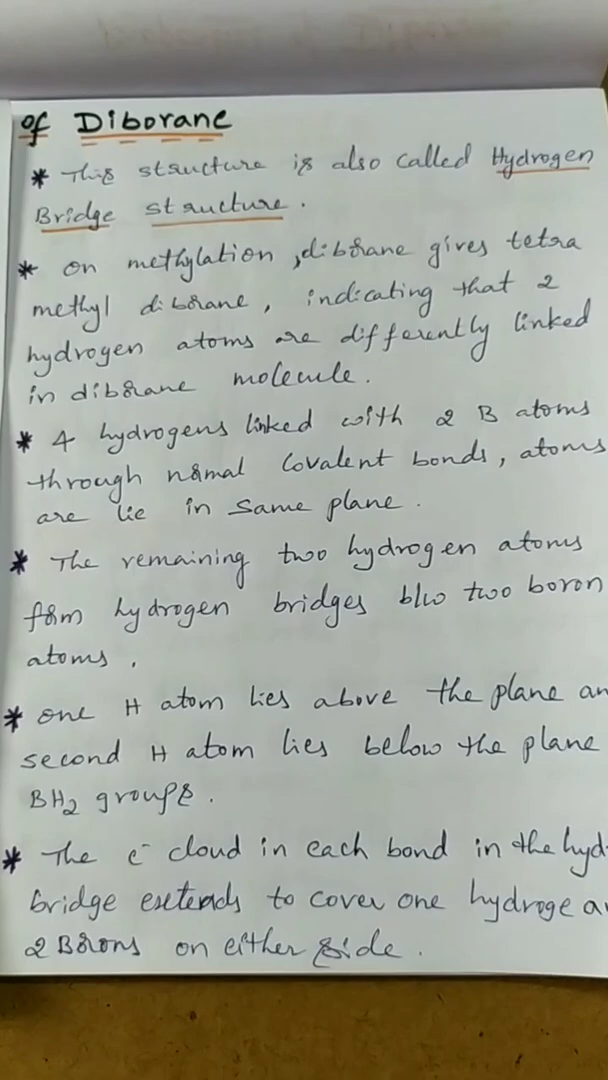 of Diborane
* This structure is also called Hydrogen
Bridge structure.
* on methylation, diborane gives tetra
methyl diborane, indicating that 2
hydrogen atoms are differently linked
in diborane molecule.
* 4 hydrogens linked with 2 B atoms
through normal Covalent bonds, atoms
are lie in same plane.
* The remaining two hydrogen atoms
form hydrogen bridges b/w two boron
atoms.
* one H atom lies above the plane an
second H atom lies below the plane
BH2 groups.
* The e- cloud in each bond in the hyd
bridge extends to cover one hydroge a
2 Borons on either side.